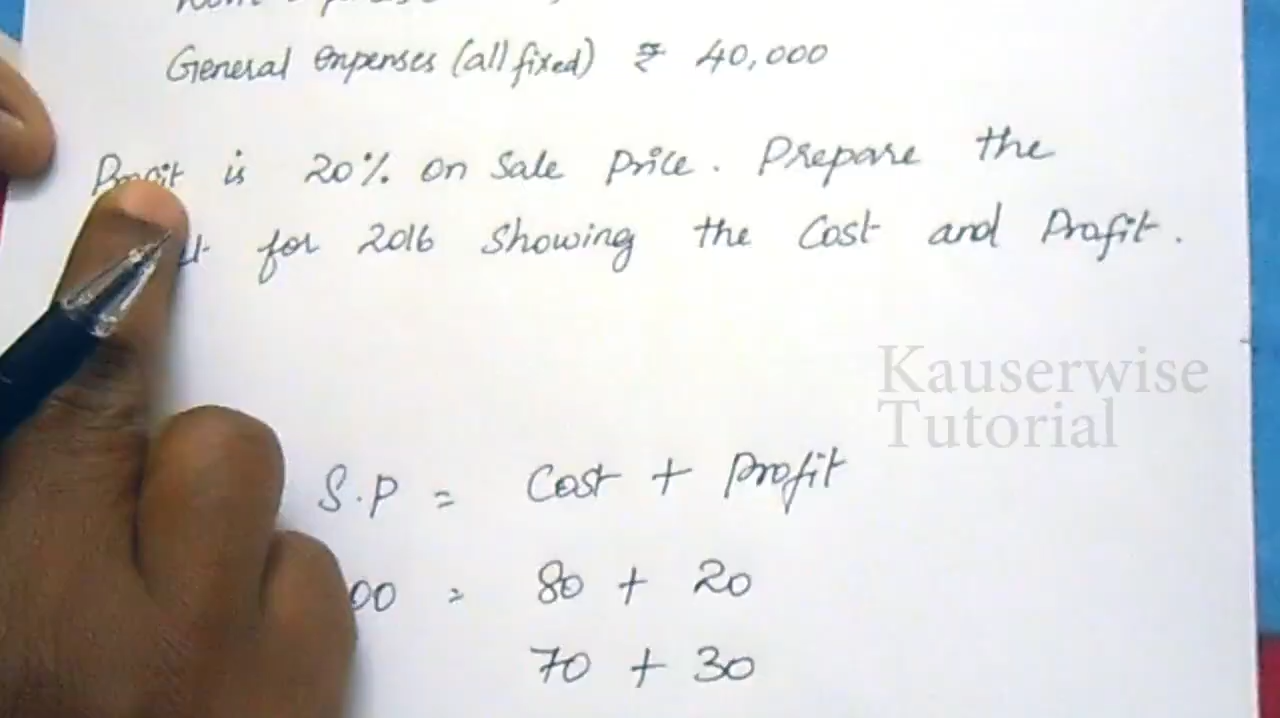 General expenses (all fixed) ₹ 40,000
Profit is 20% on Sale Price. Prepare the
for 2016 Showing the Cost and Profit.
Kauserwise
Tutorial
S.P = Cost + Profit
00 = 80 + 20
70 + 30